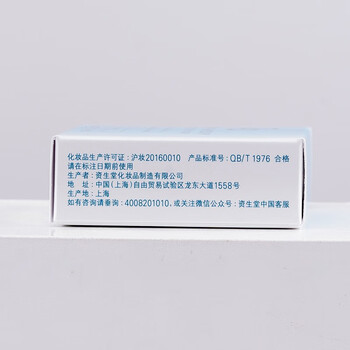 化妆品生产许可证：沪妆20160010 产品标准号：QB/T 1976 合格
请在标注日期前使用
生产者：资生堂化妆品制造有限公司
地  址：中国（上海）自由贸易试验区龙东大道1558号
生产地：上海
如有咨询请垂询：4008201010，或关注微信公众号：资生堂中国客服